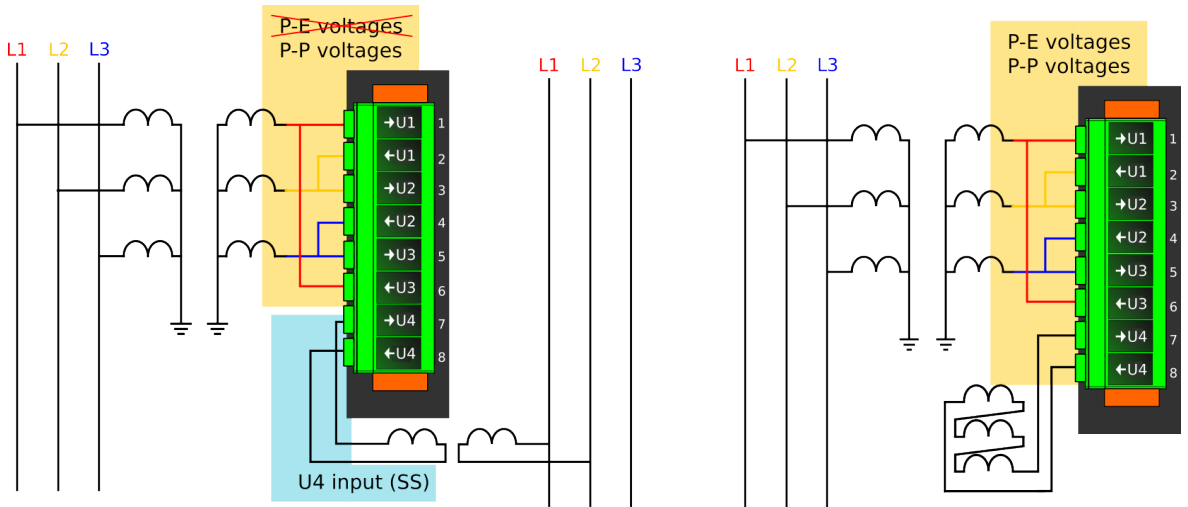 P-E voltages
P-P voltages
L1 L2 L3
→U1 1
←U1 2
→U2 3
←U2 4
→U3 5
←U3 6
→U4 7
←U4 8
U4 input (SS)
L1 L2 L3
L1 L2 L3
P-E voltages
P-P voltages
→U1 1
←U1 2
→U2 3
←U2 4
→U3 5
←U3 6
→U4 7
←U4 8